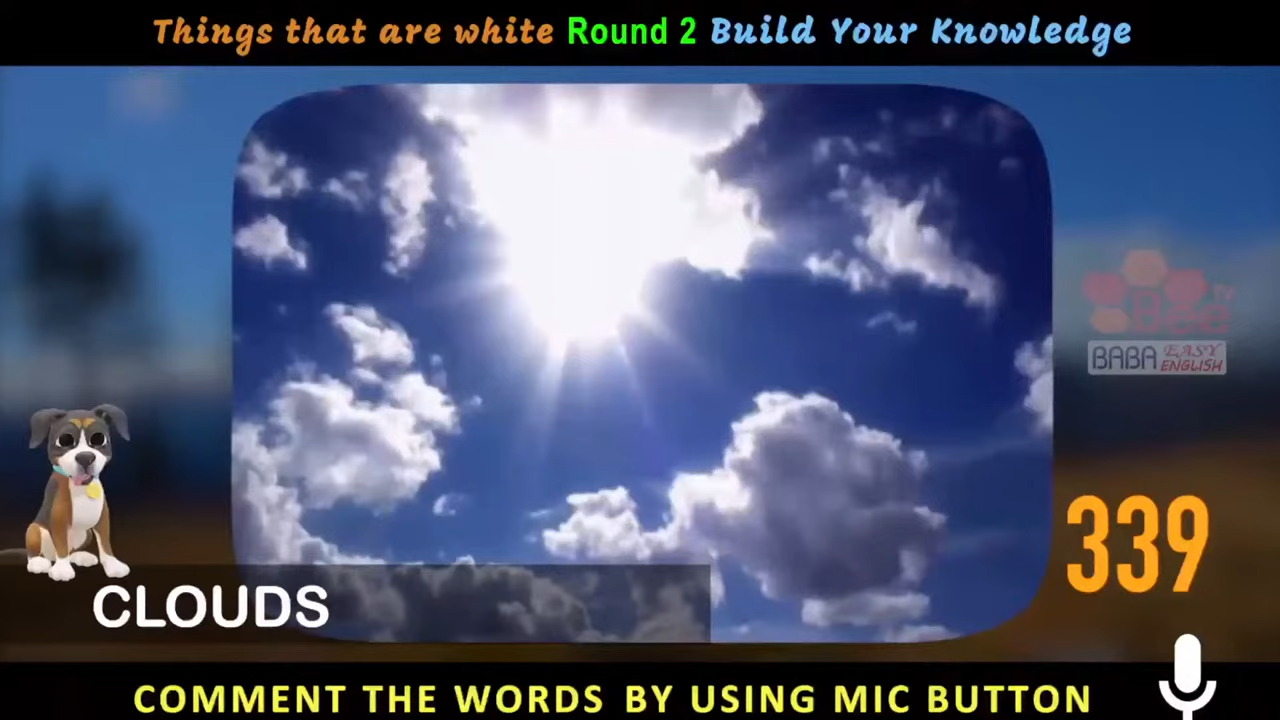 Things that are white Round 2 Build Your Knowledge
Bee TV
BABA EASY ENGLISH
339
CLOUDS
COMMENT THE WORDS BY USING MIC BUTTON